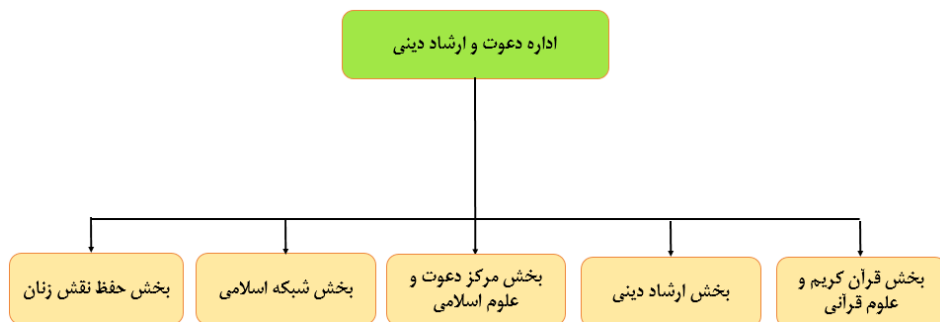 اداره دعوت و ارشاد دینی
بخش قرآن کریم و
علوم قرآنی
بخش ارشاد دینی
بخش مرکز دعوت و
علوم اسلامی
بخش شبکه اسلامی
بخش حفظ نقش زنان